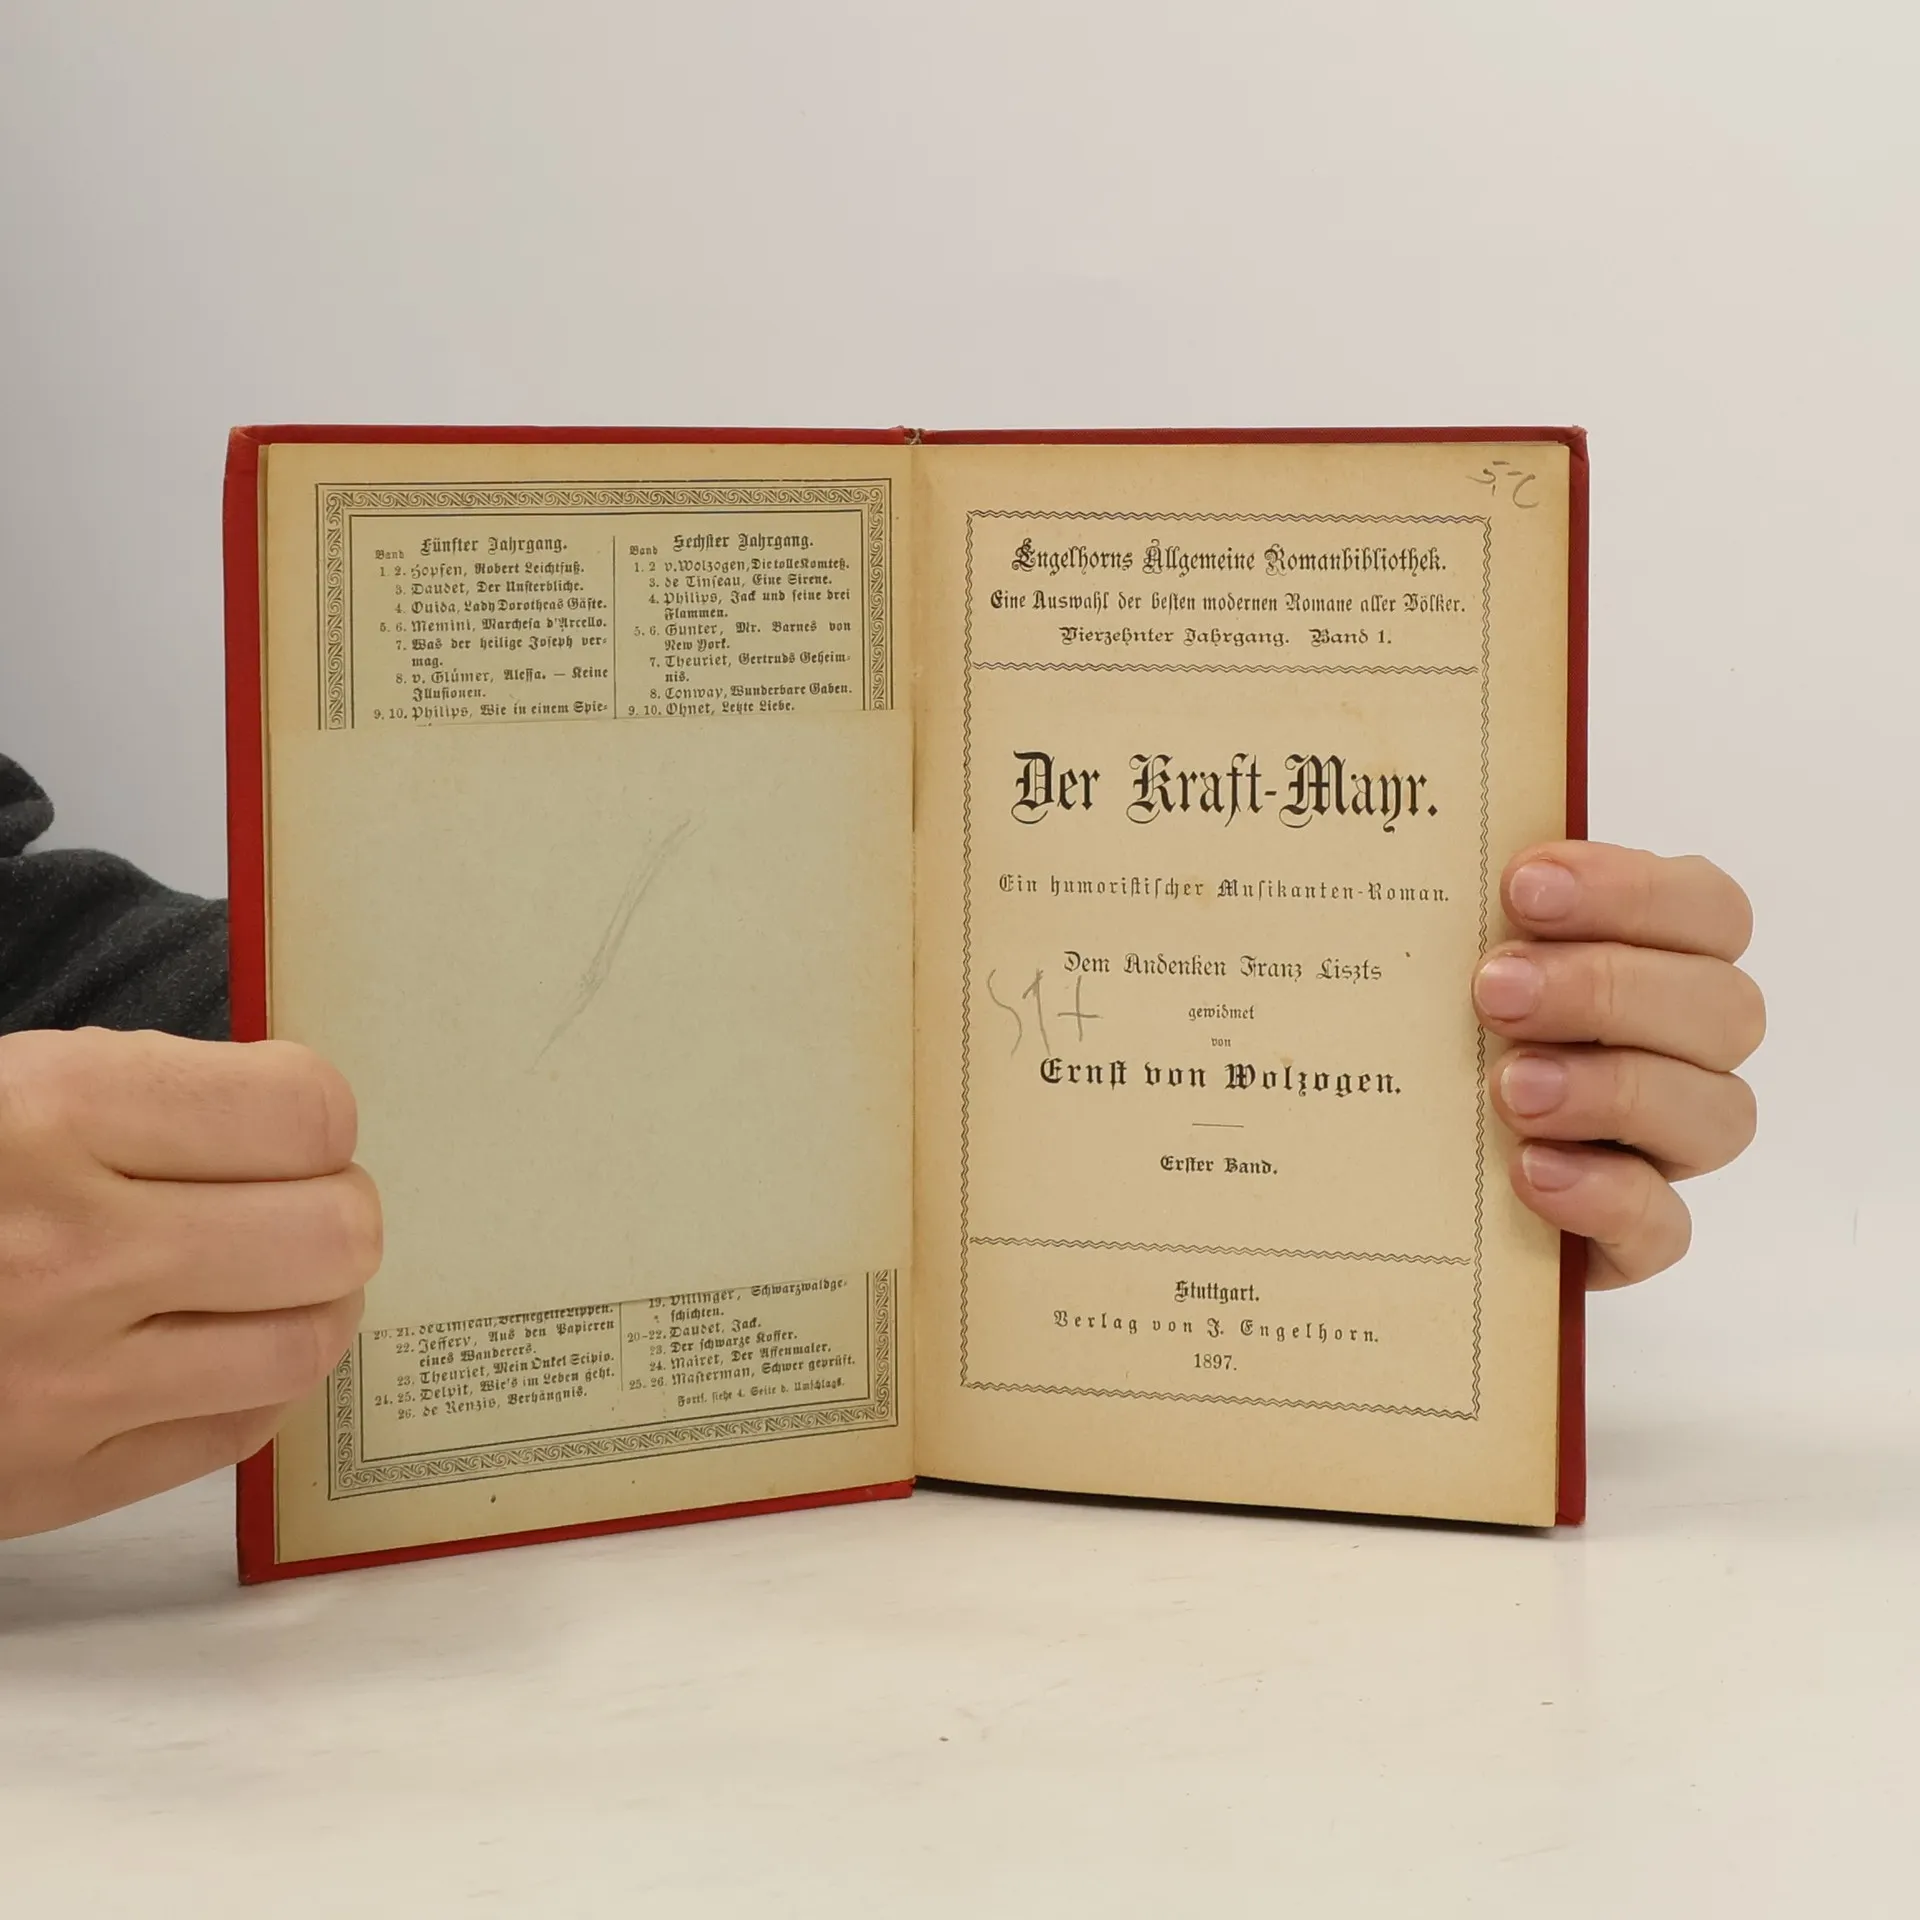 Fünfter Jahrgang.
Band
1. 2. Hopfen, Robert Leichtfuß.
3. Daudet, Der Unsterbliche.
4. Ouida, Lady Dorotheas Gäste.
5. 6. Memini, Marchesa d'Arcello.
7. Was der heilige Joseph ver-
mag.
8. v. Glümer, Alessa. — Keine
Illusionen.
9. 10. Philips, Wie in einem Spie-
20. 21. de Tinseau, Versiegelte Lippen.
22. Jeffery, Aus den Papieren
eines Wanderers.
23. Theuriet, Mein Onkel Scipio.
24. 25. Delpit, Wie's im Leben geht.
26. de Renzis, Verhängnis.
Sechster Jahrgang.
Band
1. 2 v. Wolzogen, Die tolle Komteß.
3. de Tinseau, Eine Sirene.
4. Philips, Jack und seine drei
Flammen.
5. 6. Gunter, Mr. Barnes von
New York.
7. Theuriet, Gertruds Geheim-
nis.
8. Conway, Wunderbare Gaben.
9. 10. Ohnet, Letzte Liebe.
19. Villinger, Schwarzwaldge-
schichten.
20-22. Daudet, Jack.
23. Der schwarze Koffer.
24. Mairet, Der Affenmaler.
25. 26. Masterman, Schwer geprüft.
Forts. siehe 4. Seite d. Umschlags.
5,-
Engelhorns Allgemeine Romanbibliothek.
Eine Auswahl der besten modernen Romane aller Völker.
Vierzehnter Jahrgang. Band 1.
Der Kraft-Mayr.
Ein humoristischer Musikanten-Roman.
Dem Andenken Franz Liszts
gewidmet
von
Ernst von Wolzogen.
Erster Band.
Stuttgart.
Verlag von J. Engelhorn.
1897.